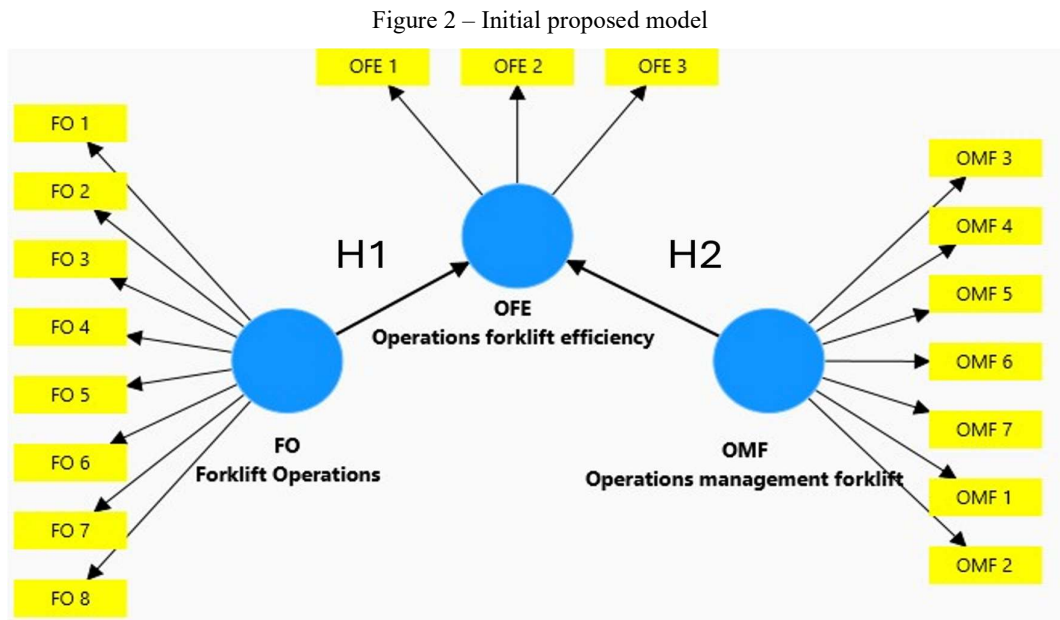 Figure 2 – Initial proposed model
OFE 1
OFE 2
OFE 3
FO 1
FO 2
FO 3
FO 4
FO 5
FO 6
FO 7
FO 8
H1
H2
OFE
Operations forklift efficiency
FO
Forklift Operations
OMF
Operations management forklift
OMF 3
OMF 4
OMF 5
OMF 6
OMF 7
OMF 1
OMF 2